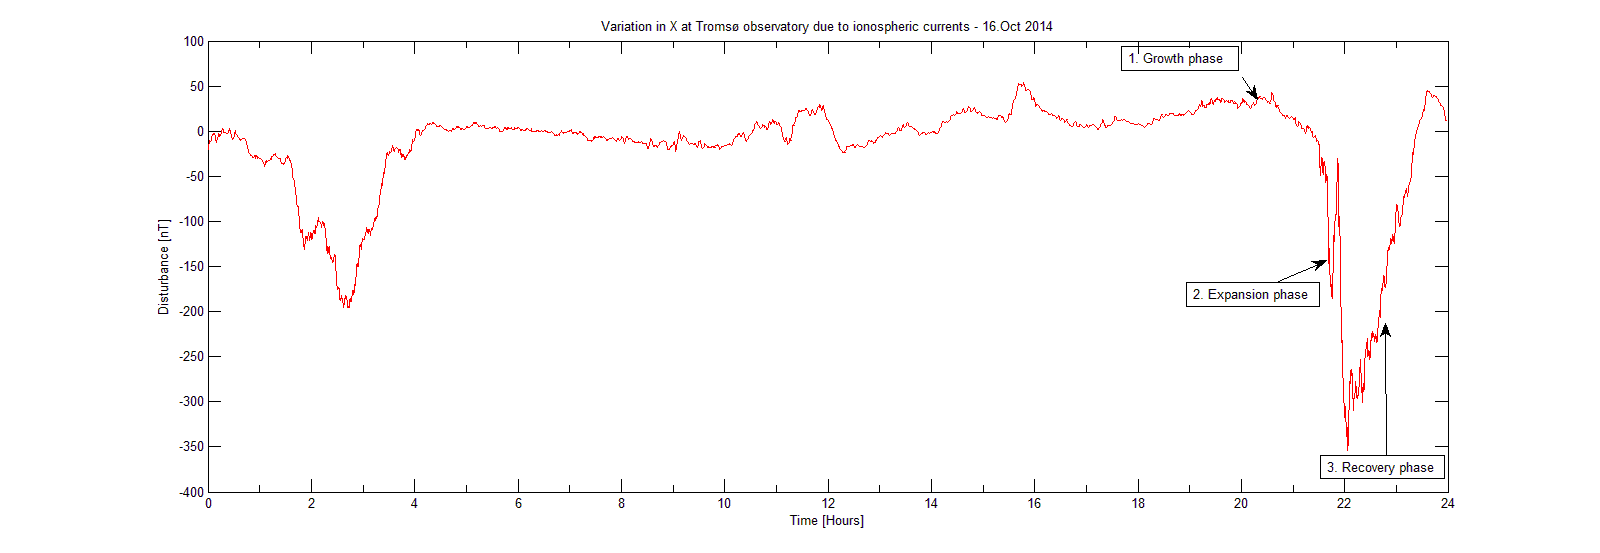 Variation in X at Tromsø observatory due to ionospheric currents - 16.Oct 2014
100
50
0
-50
-100
-150
-200
-250
-300
-350
-400
Disturbance [nT]
1. Growth phase
2. Expansion phase
3. Recovery phase
0 2 4 6 8 10 12 14 16 18 20 22 24
Time [Hours]